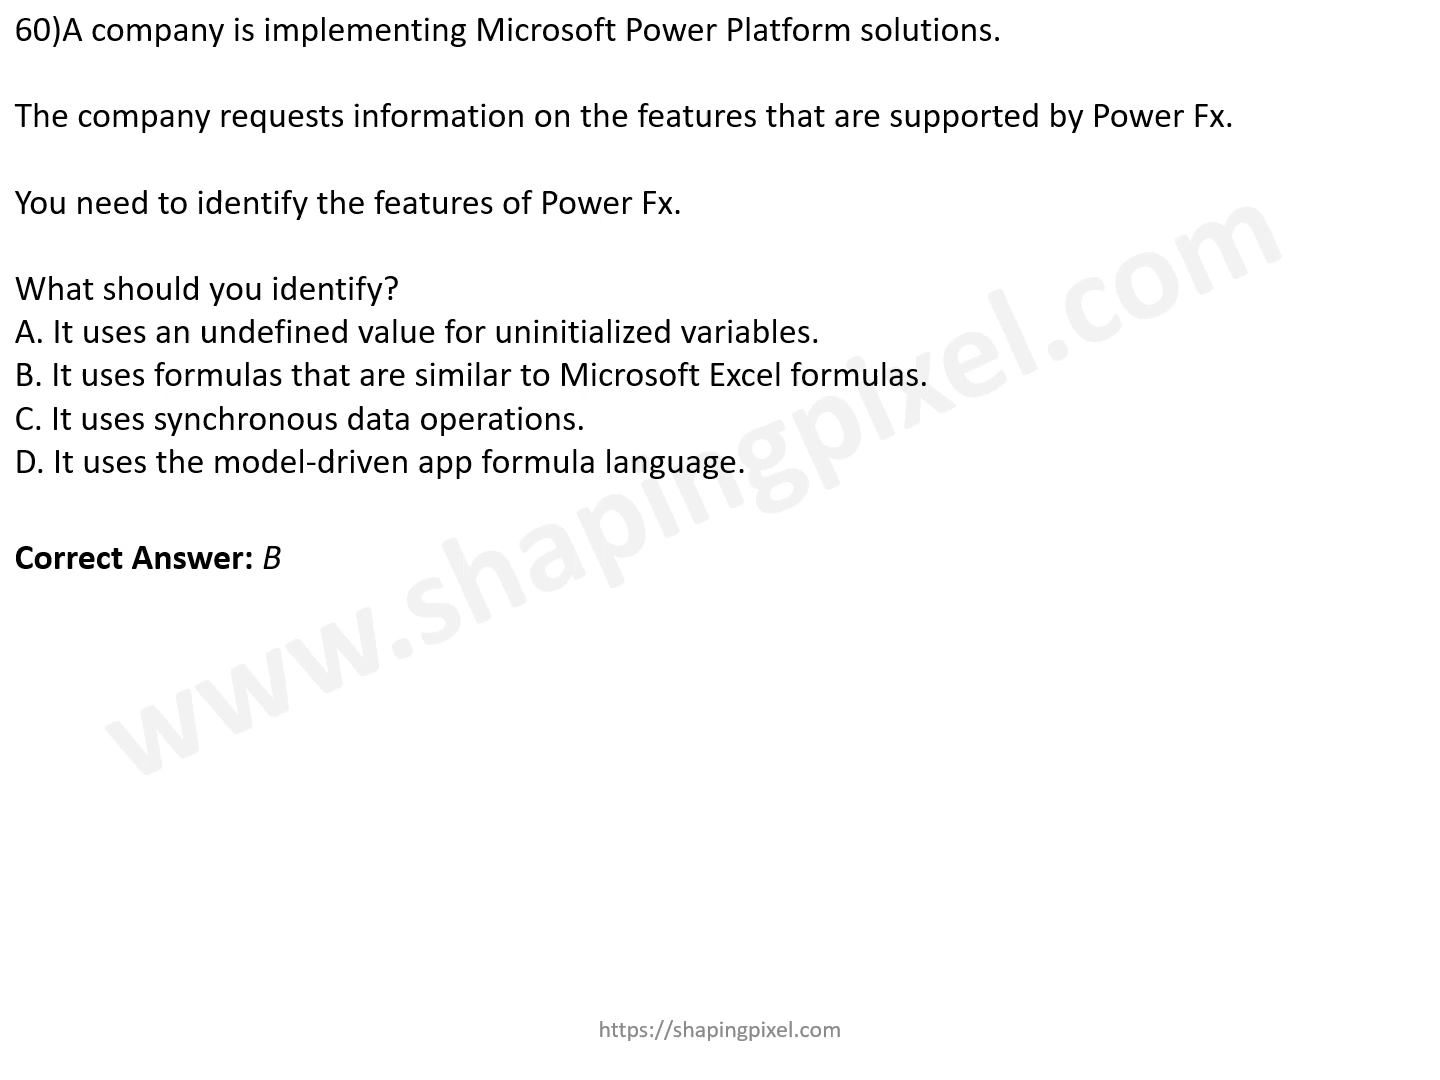 60)A company is implementing Microsoft Power Platform solutions.
The company requests information on the features that are supported by Power Fx.
You need to identify the features of Power Fx.
What should you identify?
A. It uses an undefined value for uninitialized variables.
B. It uses formulas that are similar to Microsoft Excel formulas.
C. It uses synchronous data operations.
D. It uses the model-driven app formula language.
Correct Answer: B
www.shapingpixel.com
https://shapingpixel.com